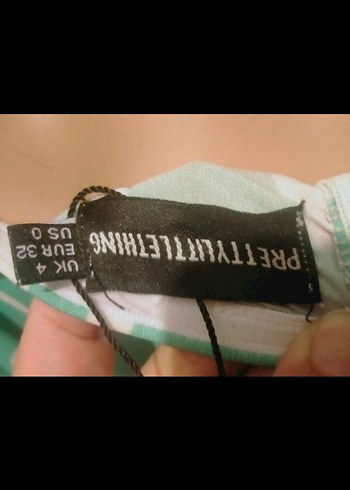 PRETTYLITTLETHING
UK 4
EUR 32
US 0